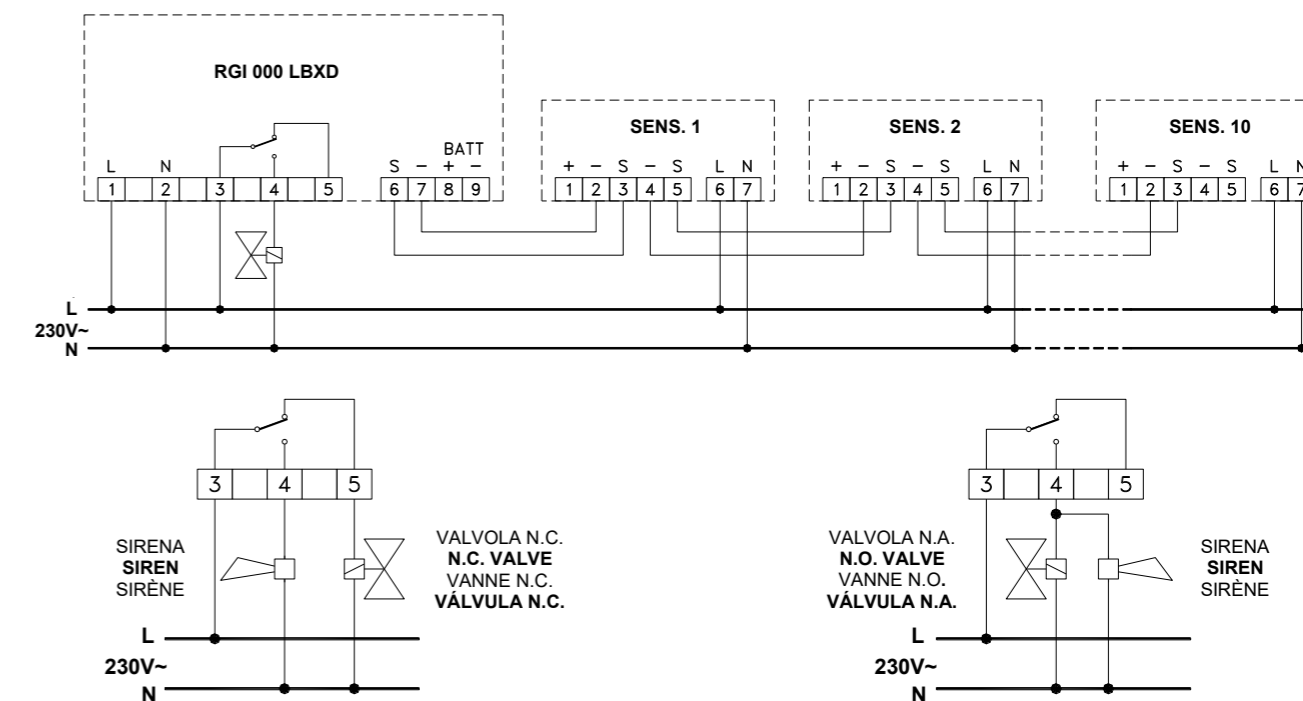 RGI 000 LBXD
SENS. 1
SENS. 2
SENS. 10
BATT
L N S - + -
1 2 3 4 5 6 7 8 9
+ - S - S L N
1 2 3 4 5 6 7
+ - S - S L N
1 2 3 4 5 6 7
+ - S - S L N
1 2 3 4 5 6 7
L
230V~
N
3 4 5
SIRENA
SIREN
SIRÈNE
VALVOLA N.C.
N.C. VALVE
VANNE N.C.
VÁLVULA N.C.
L
230V~
N
3 4 5
VALVOLA N.A.
N.O. VALVE
VANNE N.O.
VÁLVULA N.A.
SIRENA
SIREN
SIRÈNE
L
230V~
N